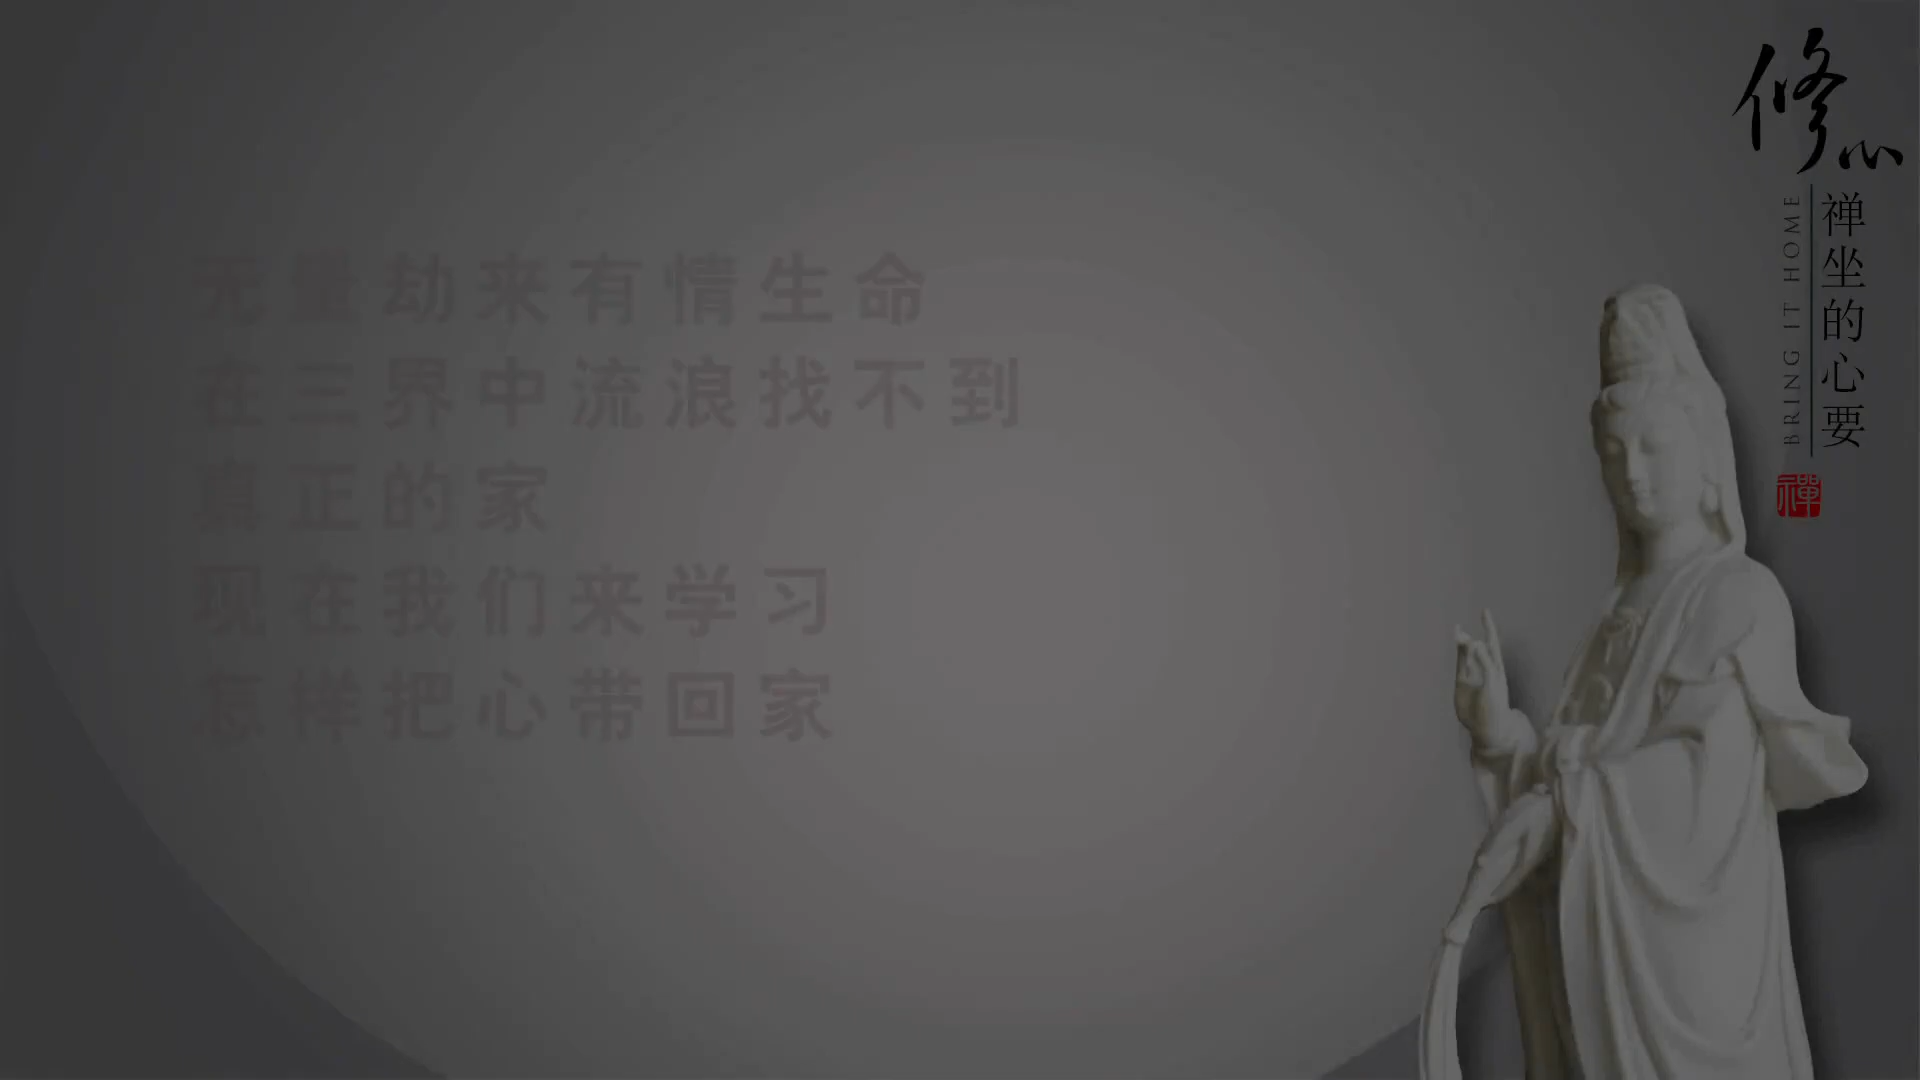 无量劫来有情生命
在三界中流浪找不到
真正的家
现在我们来学习
怎样把心带回家
修心
禅坐的心要
BRING IT HOME
禪